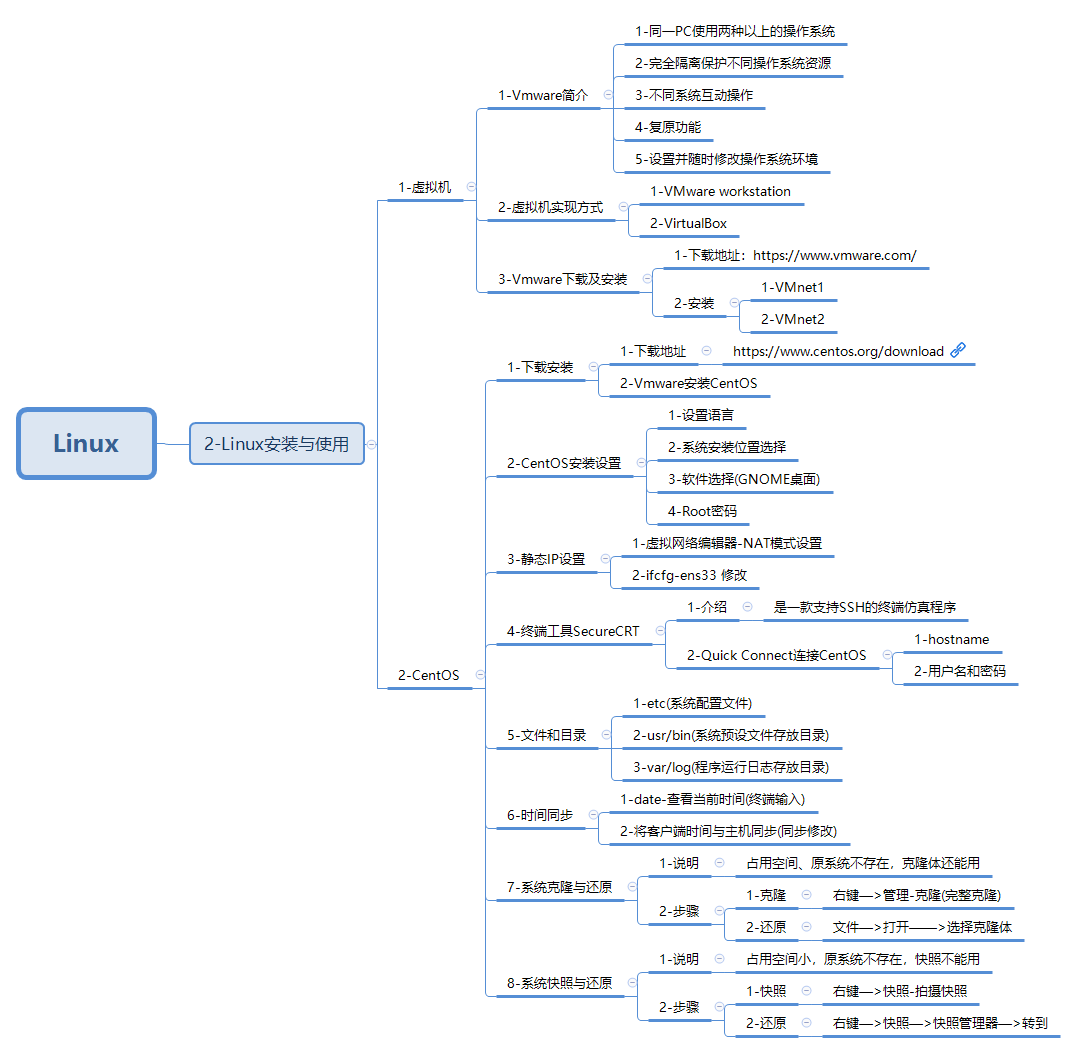 Linux
2-Linux安装与使用
1-虚拟机
1-Vmware简介
1-同一PC使用两种以上的操作系统
2-完全隔离保护不同操作系统资源
3-不同系统互动操作
4-复原功能
5-设置并随时修改操作系统环境
2-虚拟机实现方式
1-VMware workstation
2-VirtualBox
3-Vmware下载及安装
1-下载地址：https://www.vmware.com/
2-安装
1-VMnet1
2-VMnet2
2-CentOS
1-下载安装
1-下载地址
https://www.centos.org/download
2-Vmware安装CentOS
2-CentOS安装设置
1-设置语言
2-系统安装位置选择
3-软件选择(GNOME桌面)
4-Root密码
3-静态IP设置
1-虚拟网络编辑器-NAT模式设置
2-ifcfg-ens33 修改
4-终端工具SecureCRT
1-介绍
是一款支持SSH的终端仿真程序
2-Quick Connect连接CentOS
1-hostname
2-用户名和密码
5-文件和目录
1-etc(系统配置文件)
2-usr/bin(系统预设文件存放目录)
3-var/log(程序运行日志存放目录)
6-时间同步
1-date-查看当前时间(终端输入)
2-将客户端时间与主机同步(同步修改)
7-系统克隆与还原
1-说明
占用空间、原系统不存在，克隆体还能用
2-步骤
1-克隆
右键—>管理-克隆(完整克隆)
2-还原
文件—>打开——>选择克隆体
8-系统快照与还原
1-说明
占用空间小，原系统不存在，快照不能用
2-步骤
1-快照
右键—>快照-拍摄快照
2-还原
右键—>快照—>快照管理器—>转到